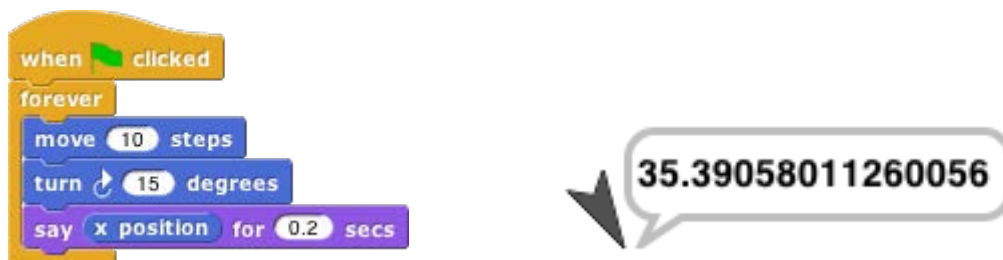 when clicked
forever
move 10 steps
turn 15 degrees
say x position for 0.2 secs
35.39058011260056